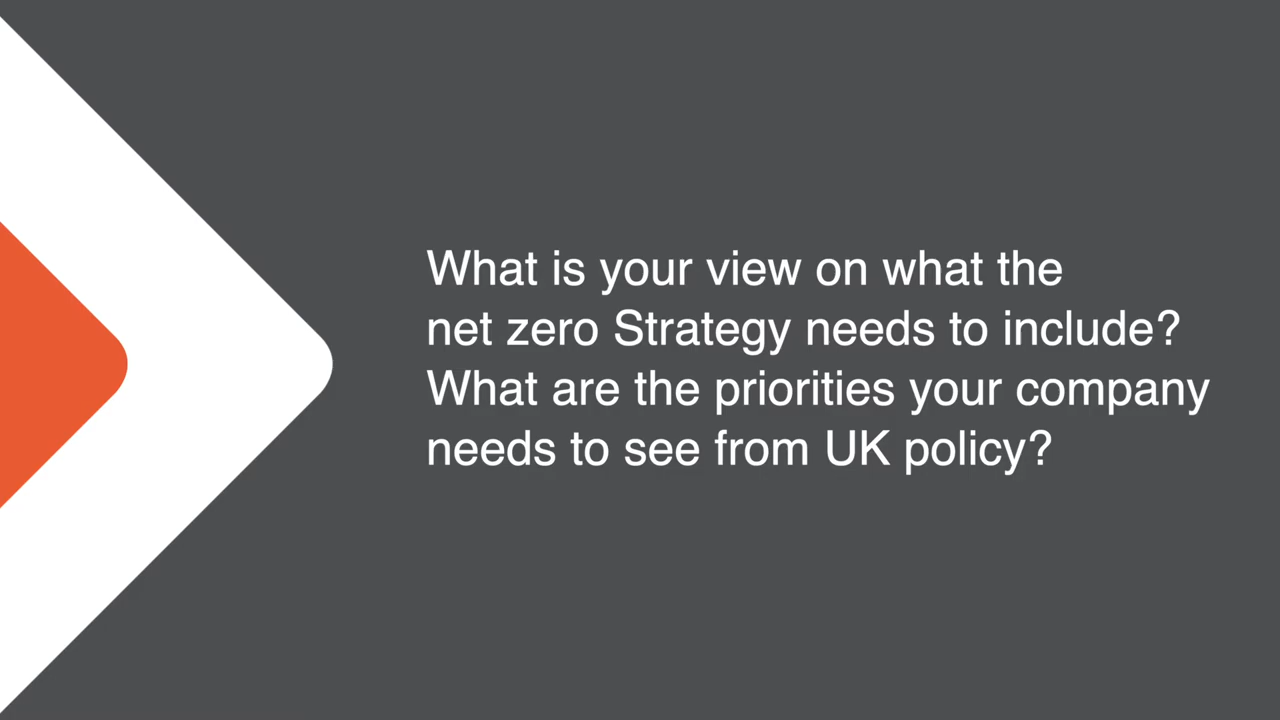 What is your view on what the
net zero Strategy needs to include?
What are the priorities your company
needs to see from UK policy?